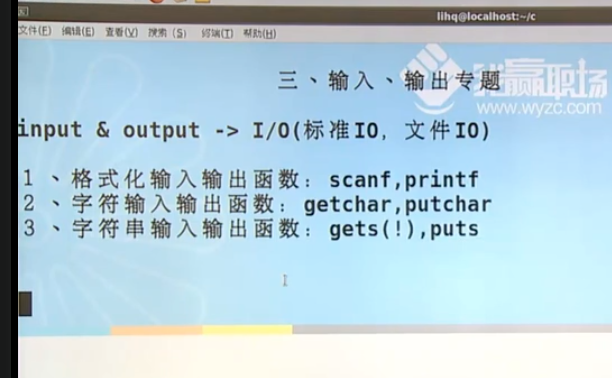 lihq@localhost:~/c
文件(F) 编辑(E) 查看(V) 搜索 (S) 终端(T) 帮助(H)
我赢职场
www.wyzc.com
三、输入、输出专题
input & output -> I/O(标准IO, 文件IO)
1 、格式化输入输出函数：scanf,printf
2 、字符输入输出函数：getchar,putchar
3 、字符串输入输出函数：gets(!),puts